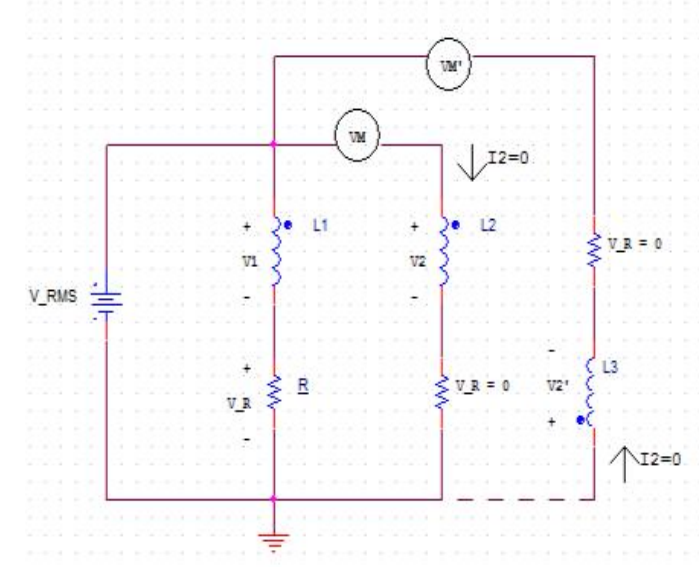 VM'
VM
I2=0
+ L1
+ L2
V_R = 0
V1
V2
V_RMS
-
-
-
+
R
V_R = 0
V2'
L3
V_R
+
-
I2=0